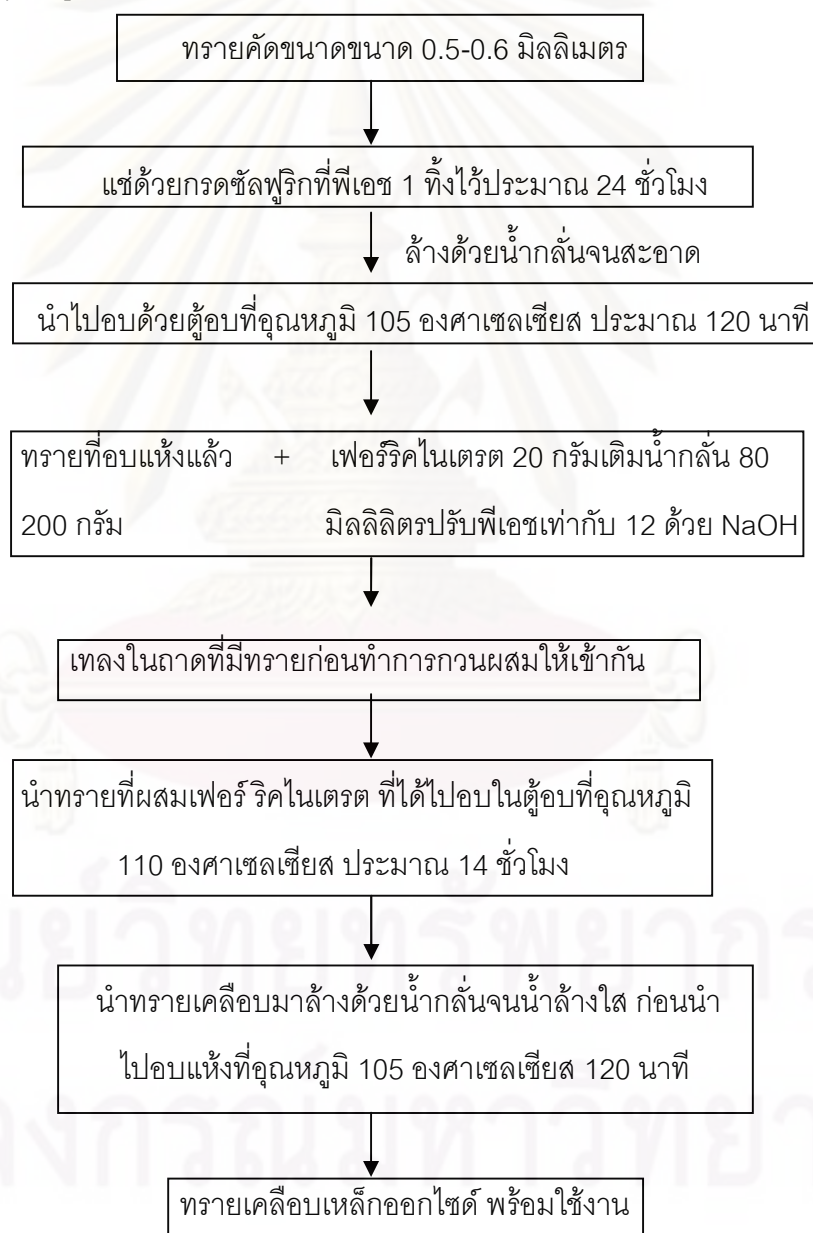 ทรายคัดขนาดขนาด 0.5-0.6 มิลลิเมตร
แช่ด้วยกรดซัลฟูริกที่พีเอช 1 ทิ้งไว้ประมาณ 24 ชั่วโมง
ล้างด้วยน้ำกลั่นจนสะอาด
นำไปอบด้วยตู้อบที่อุณหภูมิ 105 องศาเซลเซียส ประมาณ 120 นาที
ทรายที่อบแห้งแล้ว + เฟอร์ริคไนเตรต 20 กรัมเติมน้ำกลั่น 80
200 กรัม มิลลิลิตรปรับพีเอชเท่ากับ 12 ด้วย NaOH
เทลงในถาดที่มีทรายก่อนทำการกวนผสมให้เข้ากัน
นำทรายที่ผสมเฟอร์ ริคไนเตรต ที่ได้ไปอบในตู้อบที่อุณหภูมิ
110 องศาเซลเซียส ประมาณ 14 ชั่วโมง
นำทรายเคลือบมาล้างด้วยน้ำกลั่นจนน้ำล้างใส ก่อนนำ
ไปอบแห้งที่อุณหภูมิ 105 องศาเซลเซียส 120 นาที
ทรายเคลือบเหล็กออกไซด์ พร้อมใช้งาน